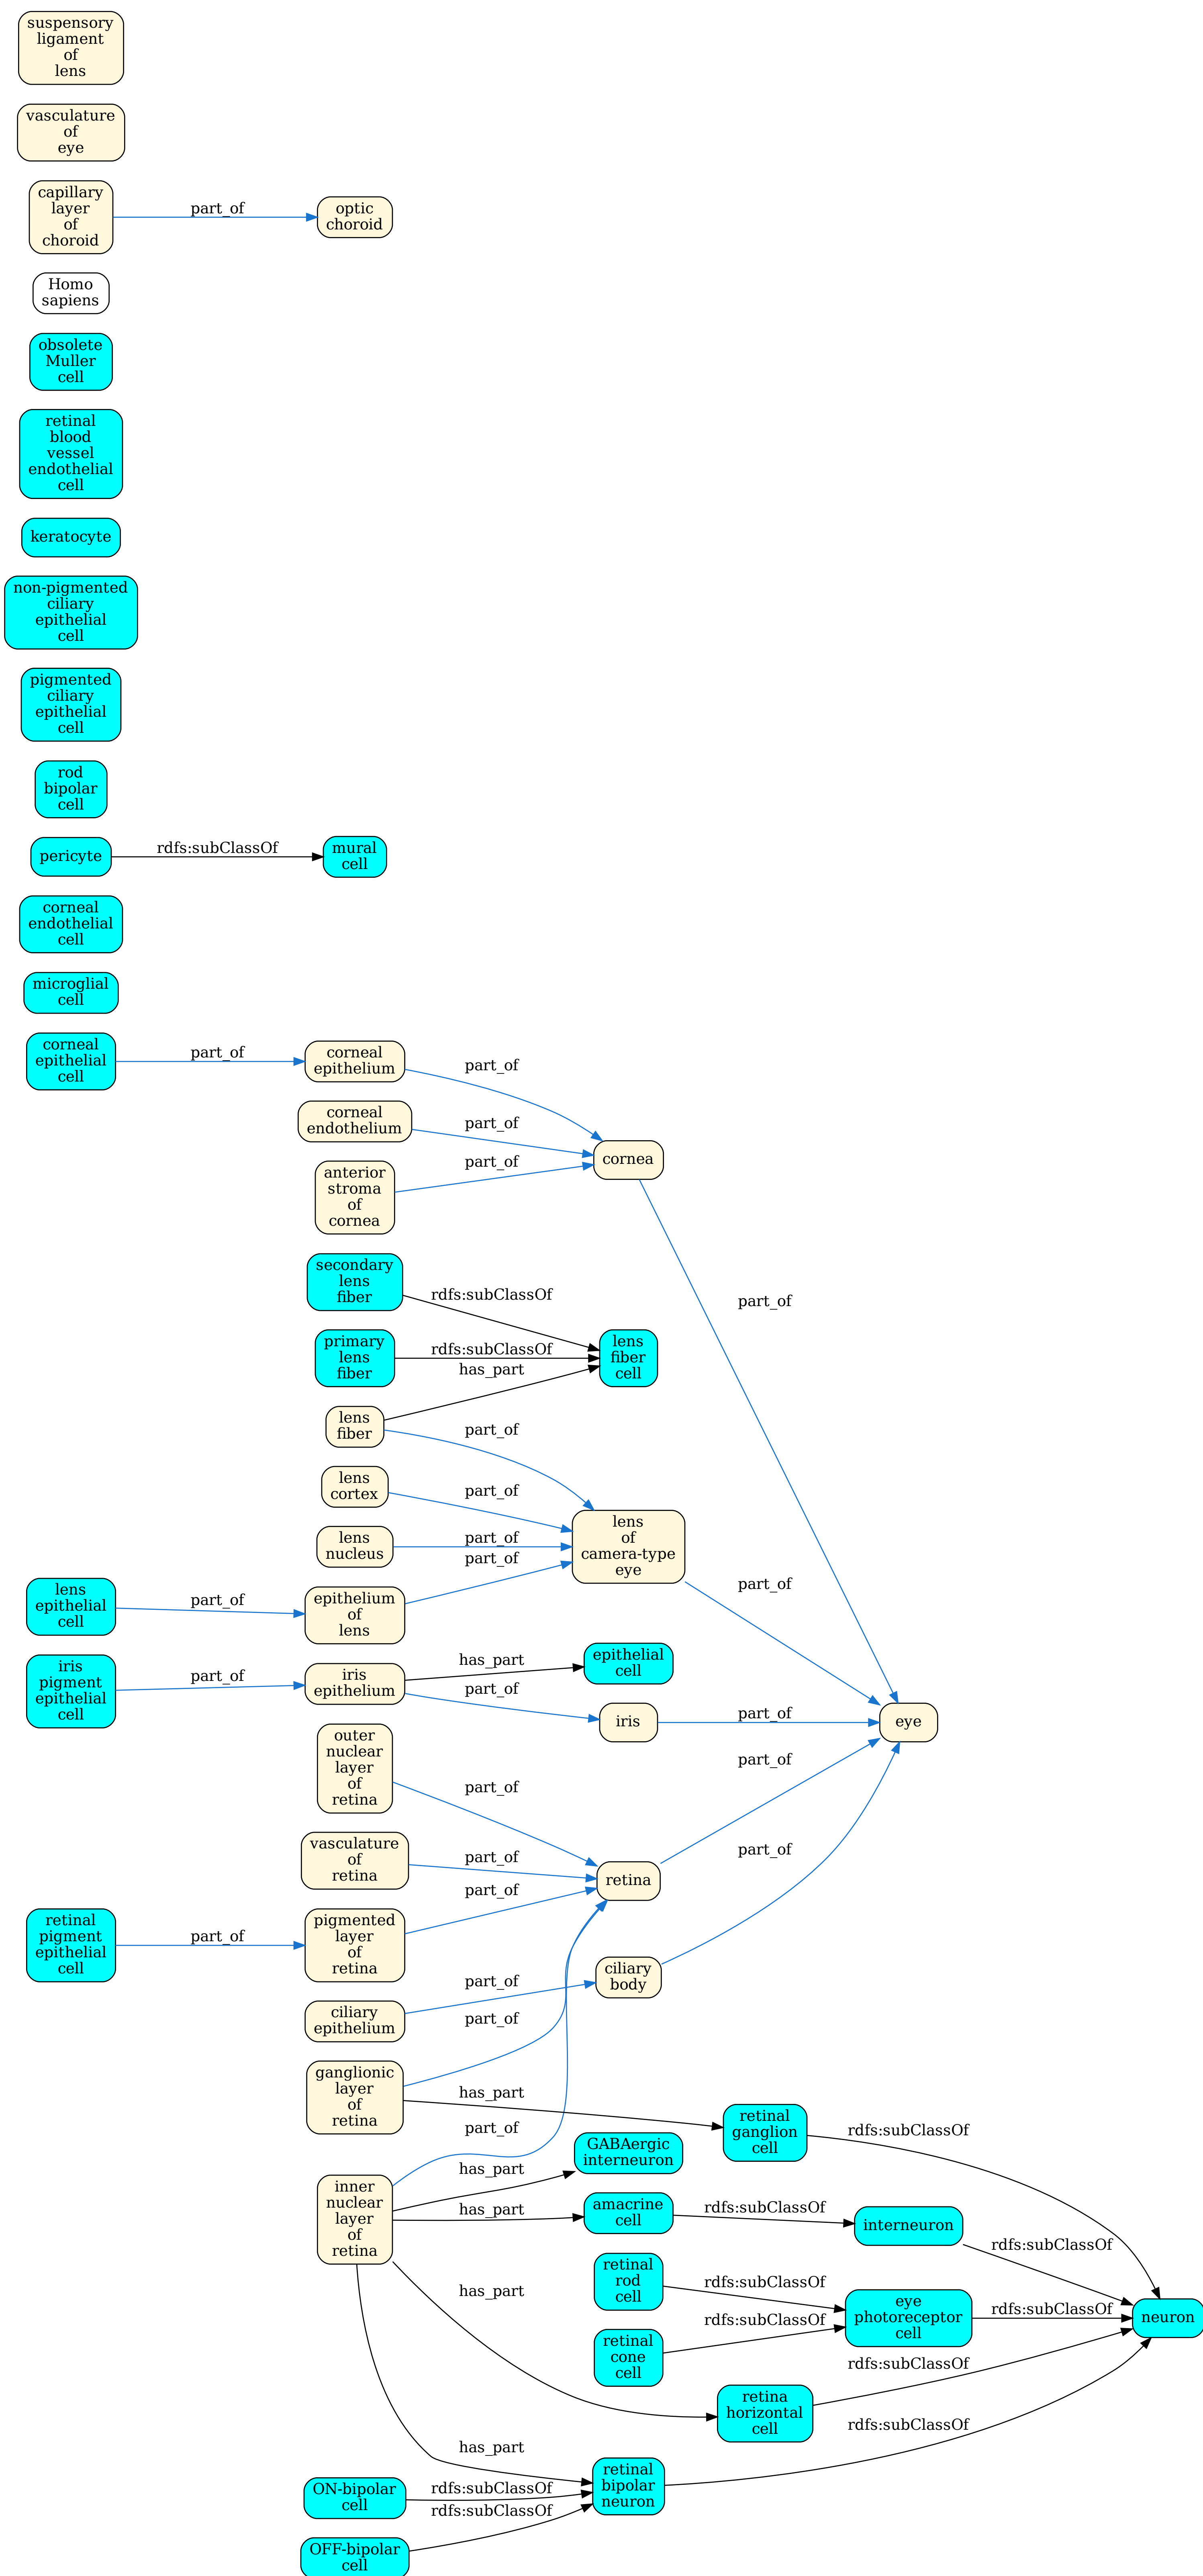 suspensory
ligament
of
lens
vasculature
of
eye
capillary
layer
of
choroid
part_of
optic
choroid
Homo
sapiens
obsolete
Muller
cell
retinal
blood
vessel
endothelial
cell
keratocyte
non-pigmented
ciliary
epithelial
cell
pigmented
ciliary
epithelial
cell
rod
bipolar
cell
pericyte
rdfs:subClassOf
mural
cell
corneal
endothelial
cell
microglial
cell
corneal
epithelial
cell
part_of
corneal
epithelium
part_of
corneal
endothelium
part_of
cornea
anterior
stroma
of
cornea
part_of
part_of
secondary
lens
fiber
rdfs:subClassOf
primary
lens
fiber
rdfs:subClassOf
lens
fiber
cell
has_part
lens
fiber
part_of
lens
cortex
part_of
lens
nucleus
part_of
lens
of
camera-type
eye
part_of
lens
epithelial
cell
part_of
epithelium
of
lens
part_of
iris
pigment
epithelial
cell
part_of
iris
epithelium
has_part
epithelial
cell
part_of
iris
part_of
eye
outer
nuclear
layer
of
retina
part_of
part_of
vasculature
of
retina
part_of
retina
part_of
retinal
pigment
epithelial
cell
part_of
pigmented
layer
of
retina
part_of
ciliary
epithelium
part_of
ciliary
body
ganglionic
layer
of
retina
part_of
has_part
retinal
ganglion
cell
rdfs:subClassOf
inner
nuclear
layer
of
retina
part_of
has_part
GABAergic
interneuron
has_part
amacrine
cell
rdfs:subClassOf
interneuron
rdfs:subClassOf
retinal
rod
cell
rdfs:subClassOf
eye
photoreceptor
cell
rdfs:subClassOf
neuron
retinal
cone
cell
rdfs:subClassOf
has_part
retina
horizontal
cell
rdfs:subClassOf
has_part
retinal
bipolar
neuron
rdfs:subClassOf
ON-bipolar
cell
rdfs:subClassOf
OFF-bipolar
cell
rdfs:subClassOf